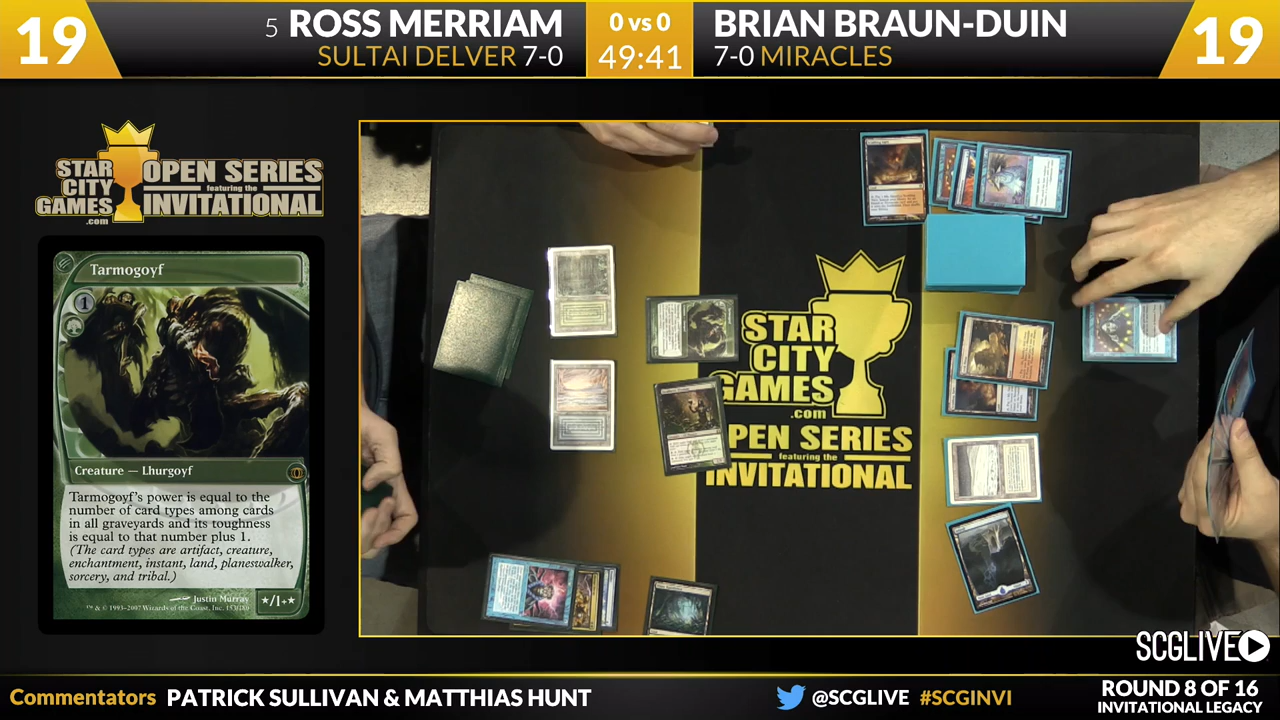 19
5 ROSS MERRIAM
SULTAI DELVER 7-0
0 vs 0
49:41
BRIAN BRAUN-DUIN
7-0 MIRACLES
19
STAR
CITY
GAMES
.com
OPEN SERIES
featuring the
INVITATIONAL
Tarmogoyf
1
Creature — Lhurgoyf
Tarmogoyf's power is equal to the
number of card types among cards
in all graveyards and its toughness
is equal to that number plus 1.
(The card types are artifact, creature,
enchantment, instant, land, planeswalker,
sorcery, and tribal.)
Justin Murray
STAR
CITY
GAMES
.com
OPEN SERIES
featuring the
INVITATIONAL
SCGLIVE
Commentators PATRICK SULLIVAN & MATTHIAS HUNT
@SCGLIVE #SCGINVI
ROUND 8 OF 16
INVITATIONAL LEGACY